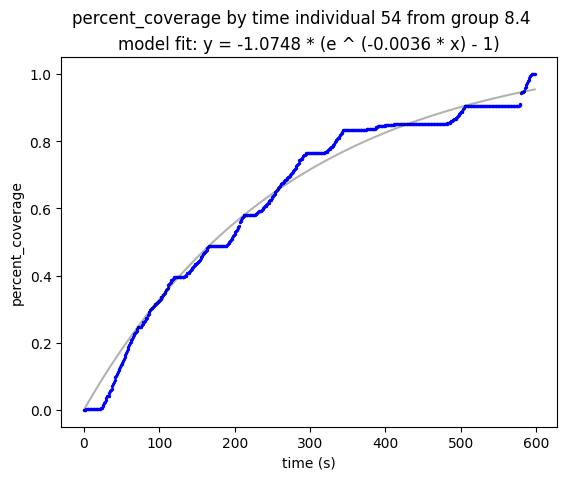 percent_coverage by time individual 54 from group 8.4
model fit: y = -1.0748 * (e ^ (-0.0036 * x) - 1)
1.0
0.8
0.6
0.4
0.2
0.0
percent_coverage
0 100 200 300 400 500 600
time (s)